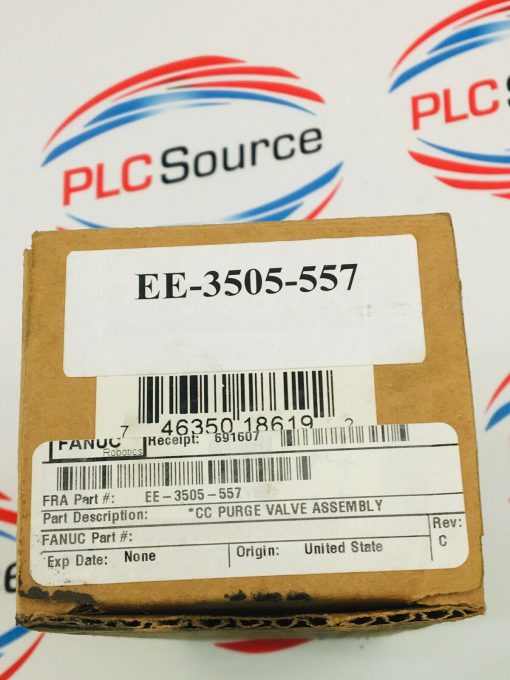 PLC Source
PLC Sou
EE-3505-557
7 46350 18619 2
FANUC Receipt: 691607
Robotics
FRA Part #: EE-3505-557
Part Description: *CC PURGE VALVE ASSEMBLY
Rev:
FANUC Part #:
C
Exp Date: None Origin: United State